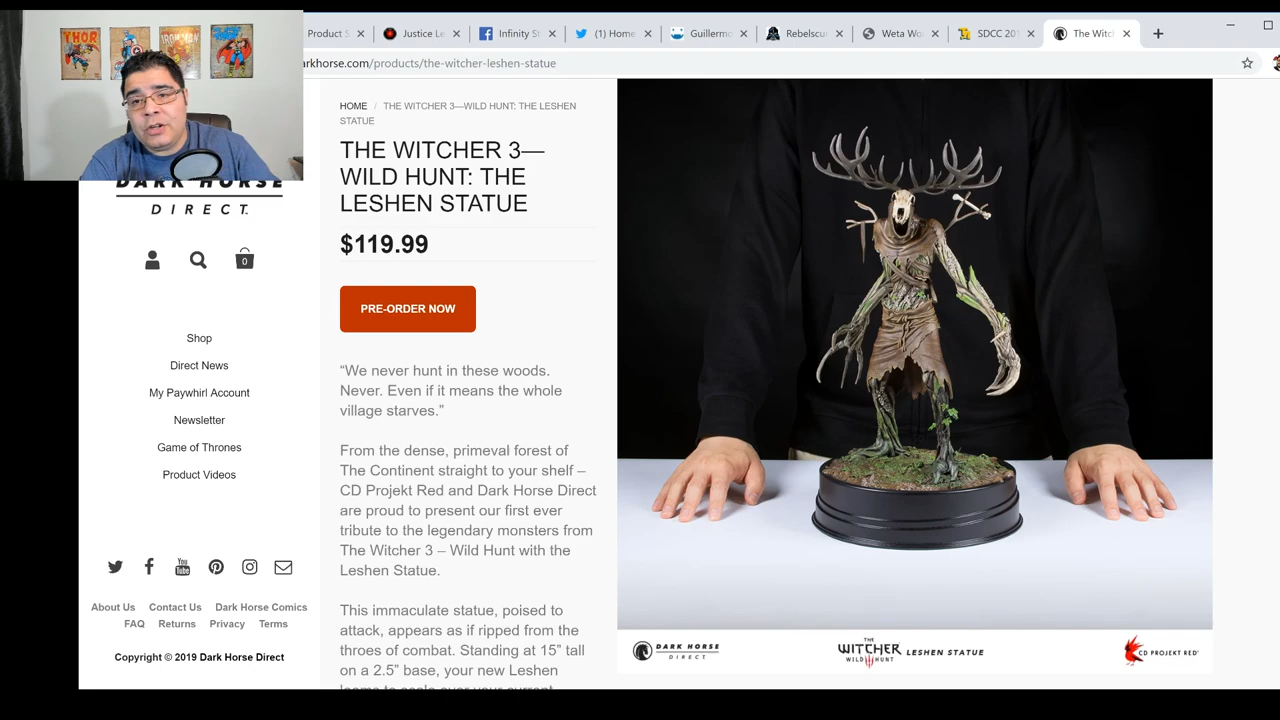 THOR
IRON MAN
Product S
Justice Le
Infinity St
(1) Home
Guillermo
Rebelscu
Weta Wo
SDCC 201
The Witch
arkhorse.com/products/the-witcher-leshen-statue
DARK HORSE
DIRECT™
0
Shop
Direct News
My Paywhirl Account
Newsletter
Game of Thrones
Product Videos
About Us Contact Us Dark Horse Comics
FAQ Returns Privacy Terms
Copyright © 2019 Dark Horse Direct
HOME / THE WITCHER 3—WILD HUNT: THE LESHEN
STATUE
THE WITCHER 3—
WILD HUNT: THE
LESHEN STATUE
$119.99
PRE-ORDER NOW
“We never hunt in these woods.
Never. Even if it means the whole
village starves.”
From the dense, primeval forest of
The Continent straight to your shelf –
CD Projekt Red and Dark Horse Direct
are proud to present our first ever
tribute to the legendary monsters from
The Witcher 3 – Wild Hunt with the
Leshen Statue.
This immaculate statue, poised to
attack, appears as if ripped from the
throes of combat. Standing at 15” tall
on a 2.5” base, your new Leshen
DARK HORSE
DIRECT
THE
WITCHER
WILD HUNT
LESHEN STATUE
CD PROJEKT RED®